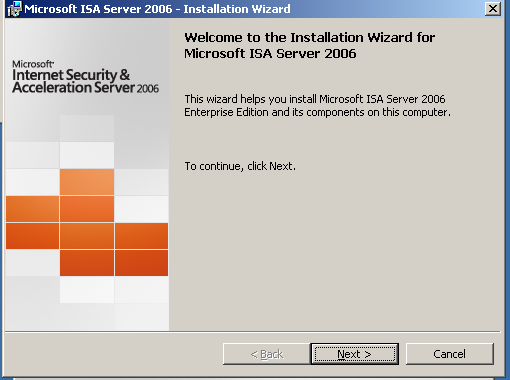 Microsoft ISA Server 2006 - Installation Wizard
Welcome to the Installation Wizard for
Microsoft ISA Server 2006
Microsoft
Internet Security &
Acceleration Server 2006
This wizard helps you install Microsoft ISA Server 2006
Enterprise Edition and its components on this computer.
To continue, click Next.
< Back
Next >
Cancel